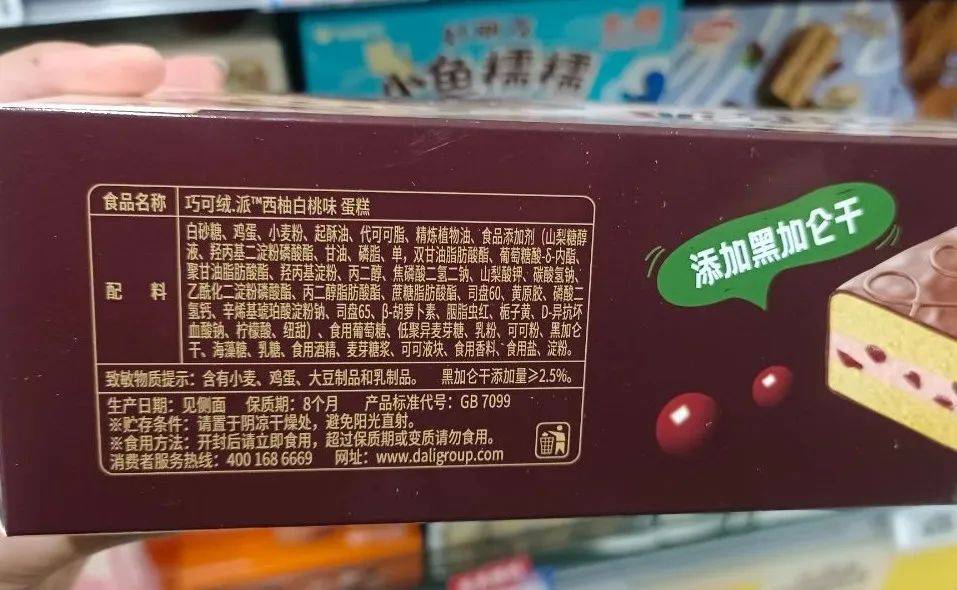 小鱼糯糯
食品名称 巧可绒.派™西柚白桃味 蛋糕
配 料
白砂糖、鸡蛋、小麦粉、起酥油、代可可脂、精炼植物油、食品添加剂（山梨糖醇
液、羟丙基二淀粉磷酸酯、甘油、磷脂、单，双甘油脂肪酸酯、葡萄糖酸-δ-内酯、
聚甘油脂肪酸酯、羟丙基淀粉、丙二醇、焦磷酸二氢二钠、山梨酸钾、碳酸氢钠、
乙酰化二淀粉磷酸酯、丙二醇脂肪酸酯、蔗糖脂肪酸酯、司盘60、黄原胶、磷酸二
氢钙、辛烯基琥珀酸淀粉钠、司盘65、β-胡萝卜素、胭脂虫红、栀子黄、D-异抗坏
血酸钠、柠檬酸、纽甜）、食用葡萄糖、低聚异麦芽糖、乳粉、可可粉、黑加仑
干、海藻糖、乳糖、食用酒精、麦芽糖浆、可可液块、食用香料、食用盐、淀粉。
致敏物质提示：含有小麦、鸡蛋、大豆制品和乳制品。 黑加仑干添加量≥2.5%。
生产日期：见侧面 保质期：8个月 产品标准代号：GB 7099
※贮存条件：请置于阴凉干燥处，避免阳光直射。
※食用方法：开封后请立即食用，超过保质期或变质请勿食用。
消费者服务热线：400 168 6669 网址：www.daligroup.com
添加黑加仑干